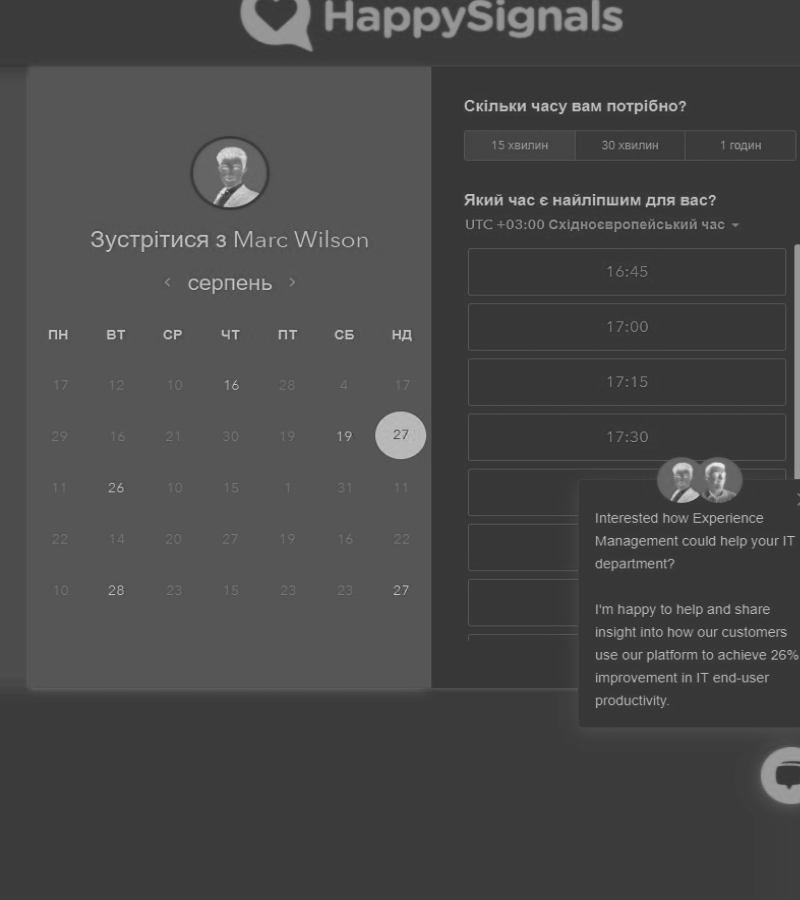 HappySignals
Зустрітися з Marc Wilson
серпень
ПН ВТ СР ЧТ ПТ СБ НД
17 12 10 16 28 4 17
29 16 21 30 19 19 27
11 26 10 15 1 31 11
22 14 20 27 19 16 22
10 28 23 15 23 23 27
Скільки часу вам потрібно?
15 хвилин 30 хвилин 1 годин
Який час є найліпшим для вас?
UTC +03:00 Східноєвропейський час
16:45
17:00
17:15
17:30
Interested how Experience
Management could help your IT
department?
I'm happy to help and share
insight into how our customers
use our platform to achieve 26%
improvement in IT end-user
productivity.